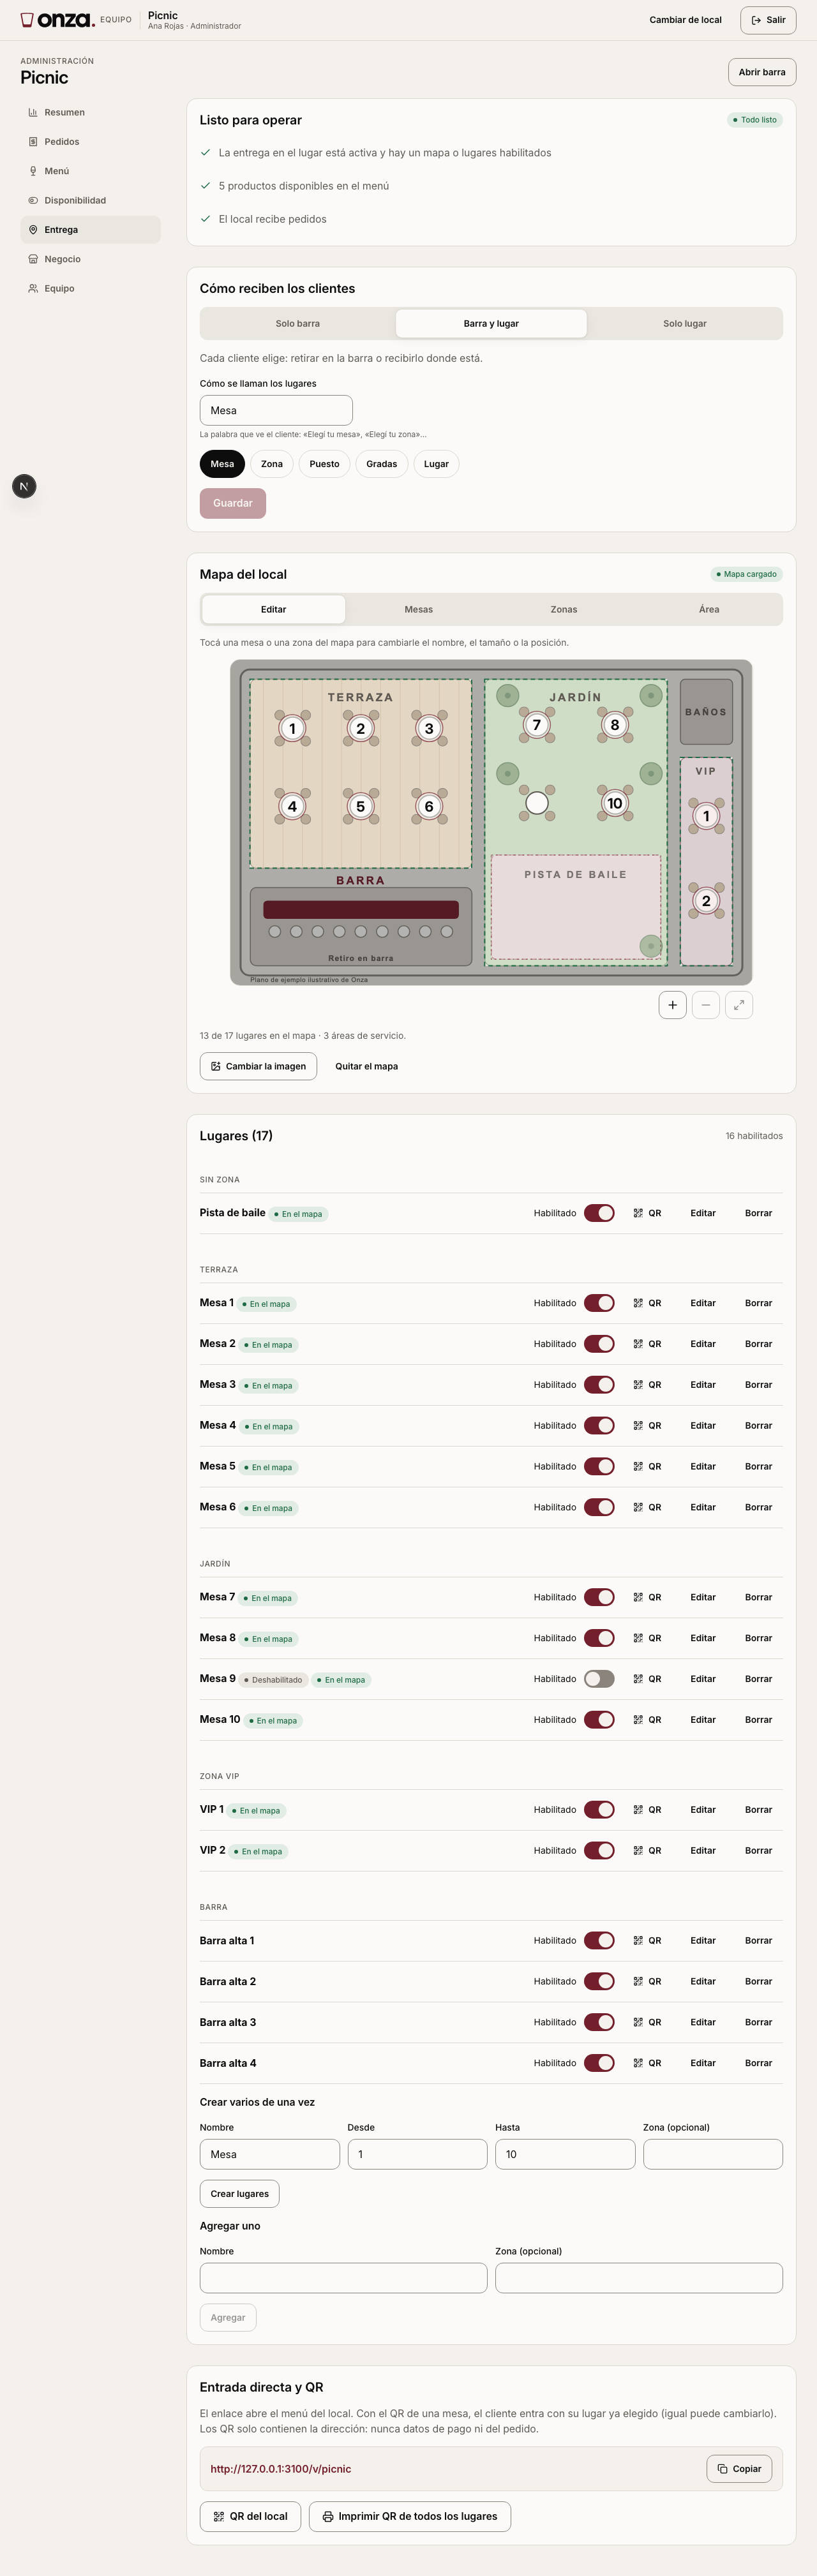 onza. EQUIPO
Picnic
Ana Rojas · Administrador
Cambiar de local
Salir
ADMINISTRACIÓN
Picnic
Abrir barra
Resumen
Pedidos
Menú
Disponibilidad
Entrega
Negocio
Equipo
N
Listo para operar
Todo listo
La entrega en el lugar está activa y hay un mapa o lugares habilitados
5 productos disponibles en el menú
El local recibe pedidos
Cómo reciben los clientes
Solo barra
Barra y lugar
Solo lugar
Cada cliente elige: retirar en la barra o recibirlo donde está.
Cómo se llaman los lugares
Mesa
La palabra que ve el cliente: «Elegí tu mesa», «Elegí tu zona»…
Mesa
Zona
Puesto
Gradas
Lugar
Guardar
Mapa del local
Mapa cargado
Editar
Mesas
Zonas
Área
Tocá una mesa o una zona del mapa para cambiarle el nombre, el tamaño o la posición.
TERRAZA
1
2
3
4
5
6
JARDÍN
7
8
10
BAÑOS
VIP
1
2
PISTA DE BAILE
BARRA
Retiro en barra
Plano de ejemplo ilustrativo de Onza
13 de 17 lugares en el mapa · 3 áreas de servicio.
Cambiar la imagen
Quitar el mapa
Lugares (17)
16 habilitados
SIN ZONA
Pista de baile En el mapa Habilitado QR Editar Borrar
TERRAZA
Mesa 1 En el mapa Habilitado QR Editar Borrar
Mesa 2 En el mapa Habilitado QR Editar Borrar
Mesa 3 En el mapa Habilitado QR Editar Borrar
Mesa 4 En el mapa Habilitado QR Editar Borrar
Mesa 5 En el mapa Habilitado QR Editar Borrar
Mesa 6 En el mapa Habilitado QR Editar Borrar
JARDÍN
Mesa 7 En el mapa Habilitado QR Editar Borrar
Mesa 8 En el mapa Habilitado QR Editar Borrar
Mesa 9 Deshabilitado En el mapa Habilitado QR Editar Borrar
Mesa 10 En el mapa Habilitado QR Editar Borrar
ZONA VIP
VIP 1 En el mapa Habilitado QR Editar Borrar
VIP 2 En el mapa Habilitado QR Editar Borrar
BARRA
Barra alta 1 Habilitado QR Editar Borrar
Barra alta 2 Habilitado QR Editar Borrar
Barra alta 3 Habilitado QR Editar Borrar
Barra alta 4 Habilitado QR Editar Borrar
Crear varios de una vez
Nombre Desde Hasta Zona (opcional)
Mesa 1 10
Crear lugares
Agregar uno
Nombre Zona (opcional)
Agregar
Entrada directa y QR
El enlace abre el menú del local. Con el QR de una mesa, el cliente entra con su lugar ya elegido (igual puede cambiarlo).
Los QR solo contienen la dirección: nunca datos de pago ni del pedido.
http://127.0.0.1:3100/v/picnic
Copiar
QR del local
Imprimir QR de todos los lugares